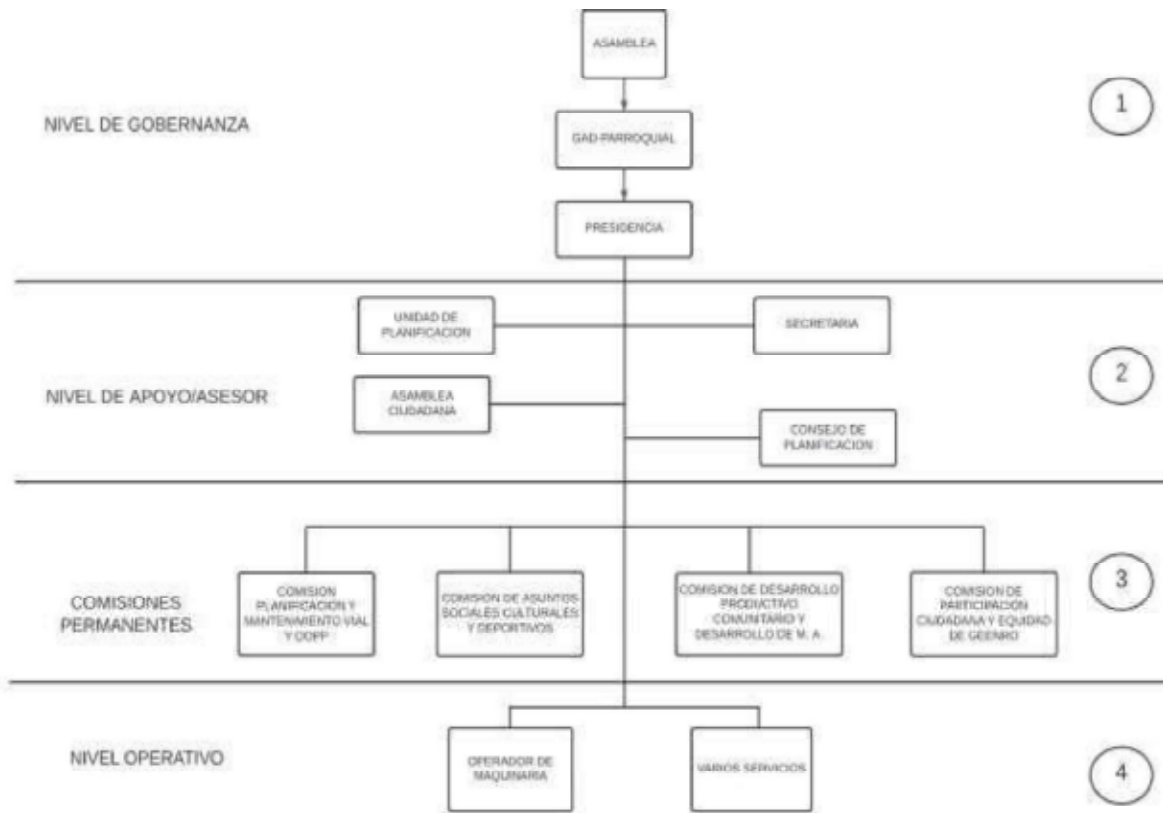 ASAMBLEA
NIVEL DE GOBERNANZA
1
GAD-PARROQUIAL
PRESIDENCIA
UNIDAD DE
PLANIFICACION
SECRETARIA
NIVEL DE APOYO/ASESOR
2
ASAMBLEA
CIUDADANA
CONSEJO DE
PLANIFICACION
COMISIONES
PERMANENTES
3
COMISION
PLANIFICACION Y
MANTENIMIENTO VIAL
Y OOPP
COMISION DE ASUNTOS
SOCIALES CULTURALES
Y DEPORTIVOS
COMISION DE DESARROLLO
PRODUCTIVO
COMUNITARIO Y
DESARROLLO DE M. A.
COMISION DE
PARTICIPACIÓN
CIUDADANA Y EQUIDAD
DE GEENRO
NIVEL OPERATIVO
4
OPERADOR DE
MAQUINARIA
VARIOS SERVICIOS